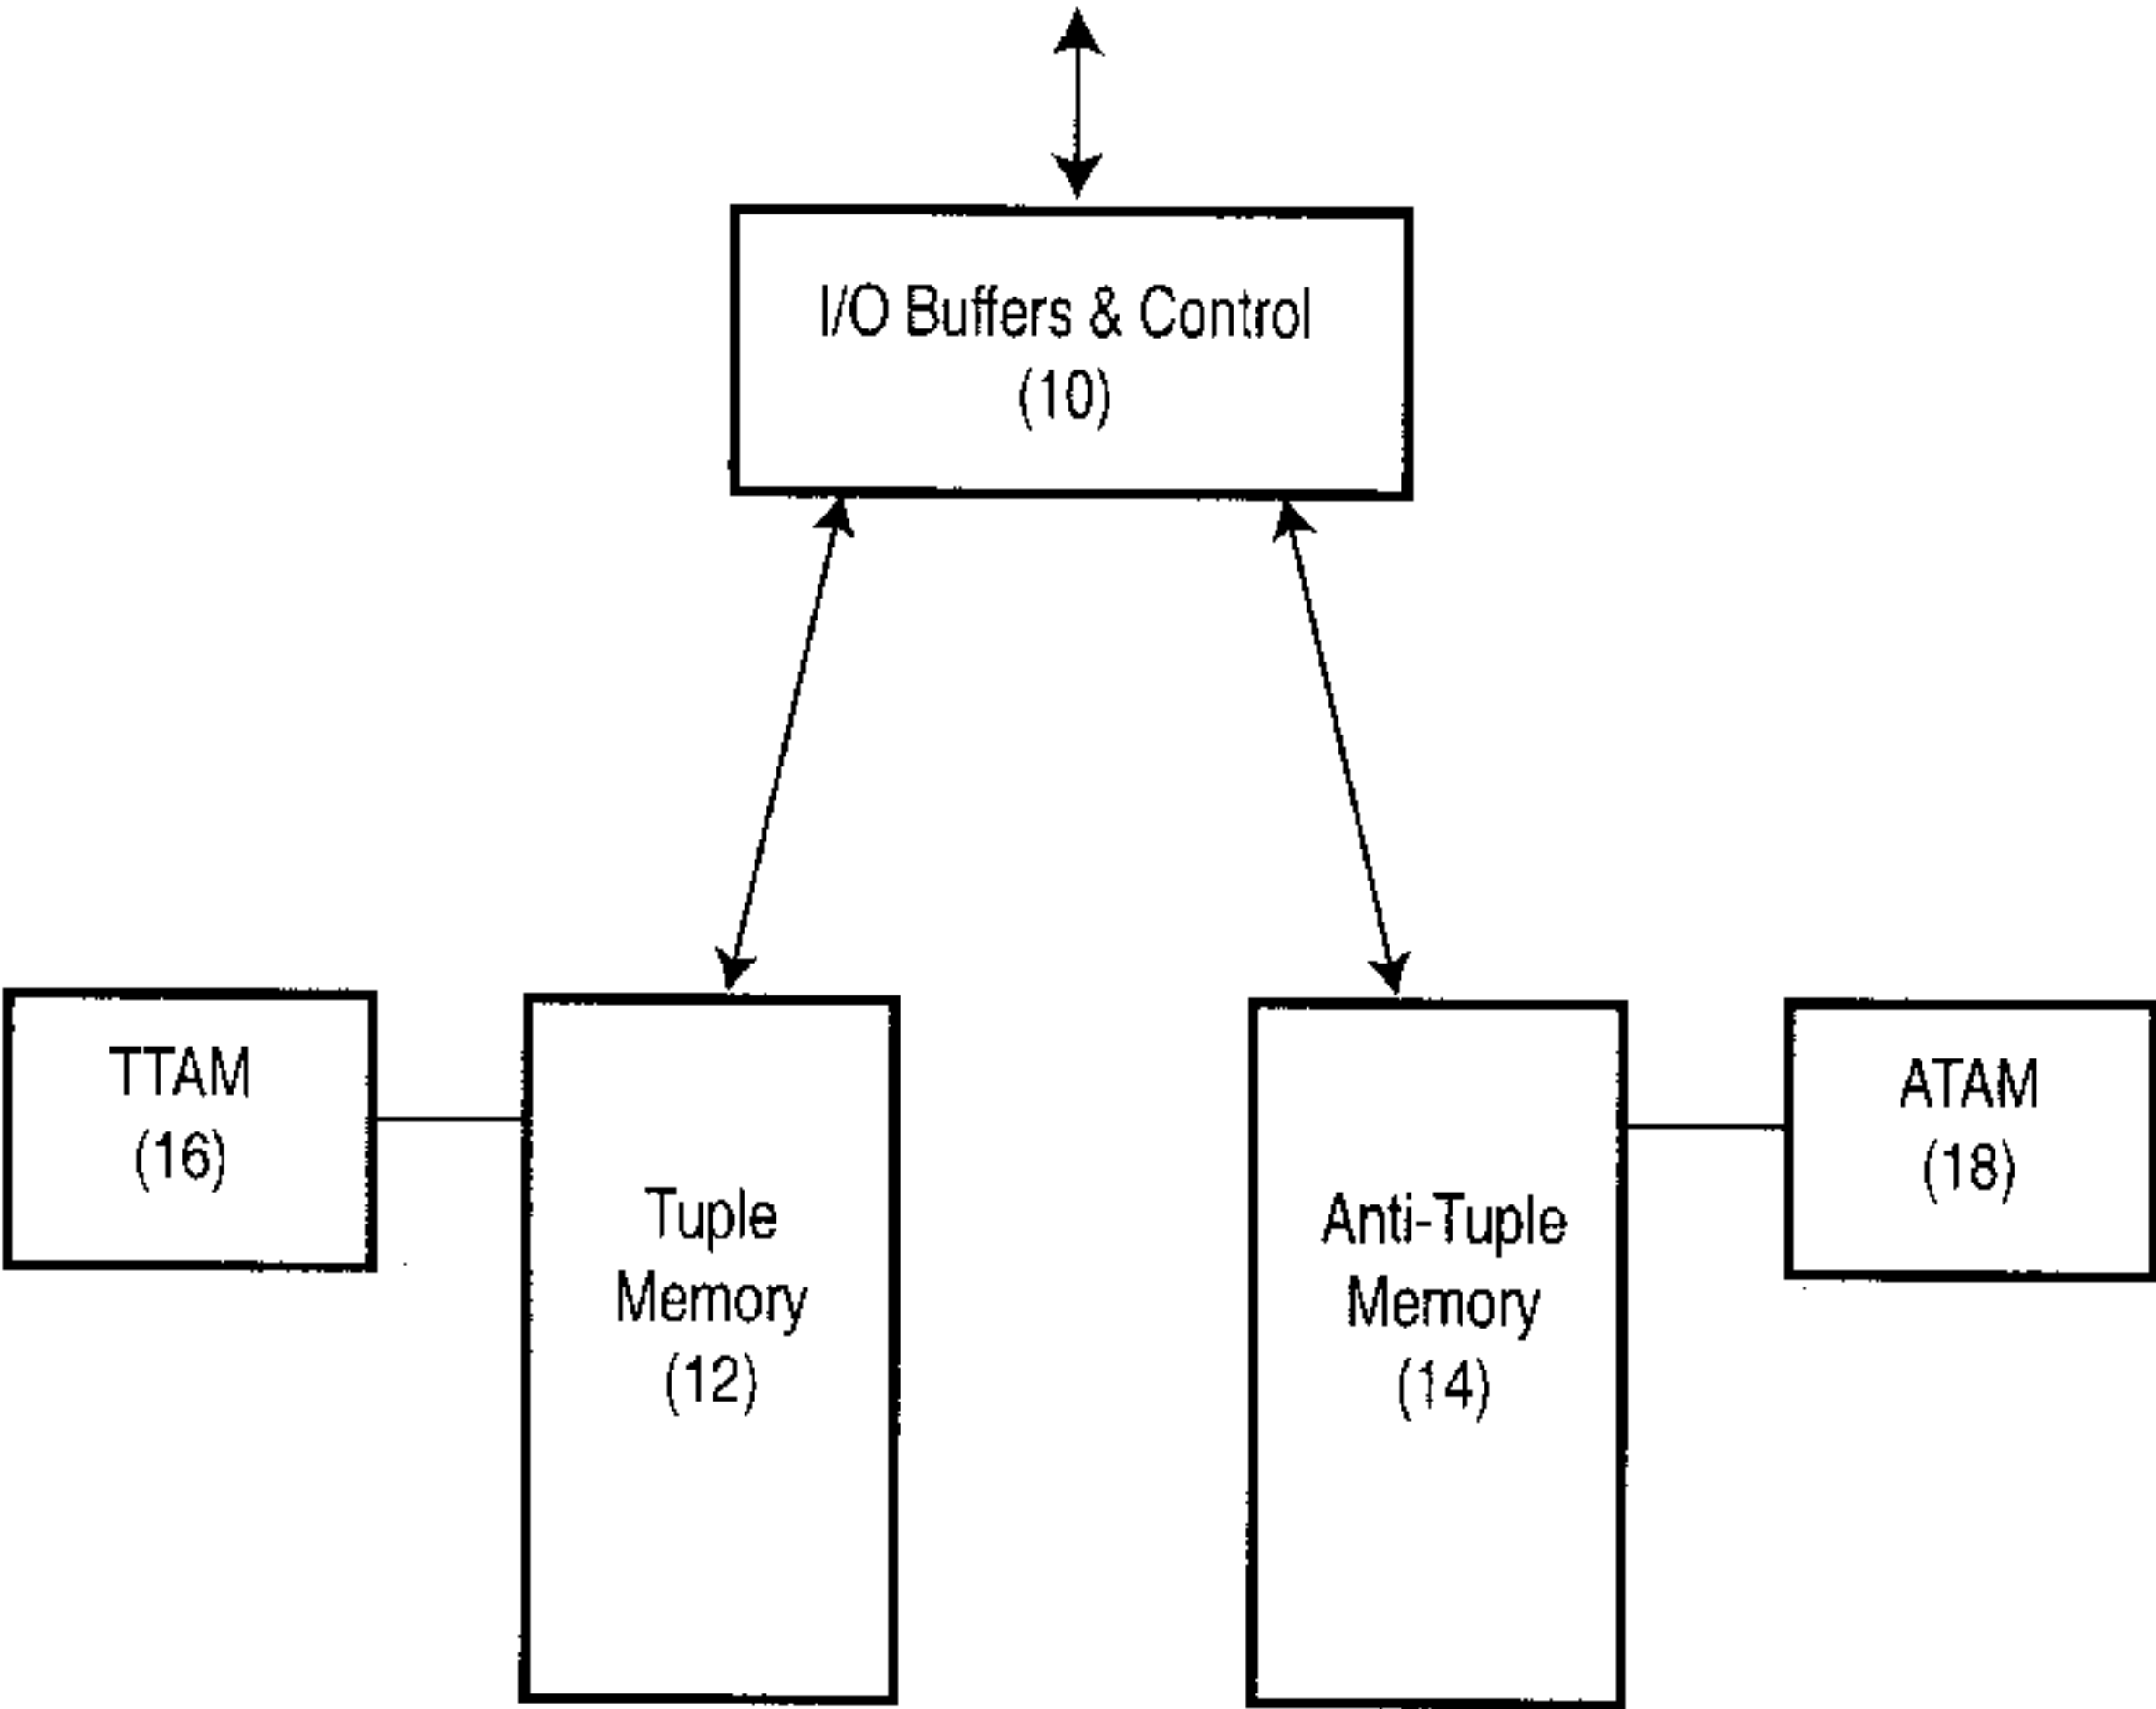 I/O Buffers & Control
(10)
TTAM
(16)
Tuple
Memory
(12)
Anti-Tuple
Memory
(14)
ATAM
(18)